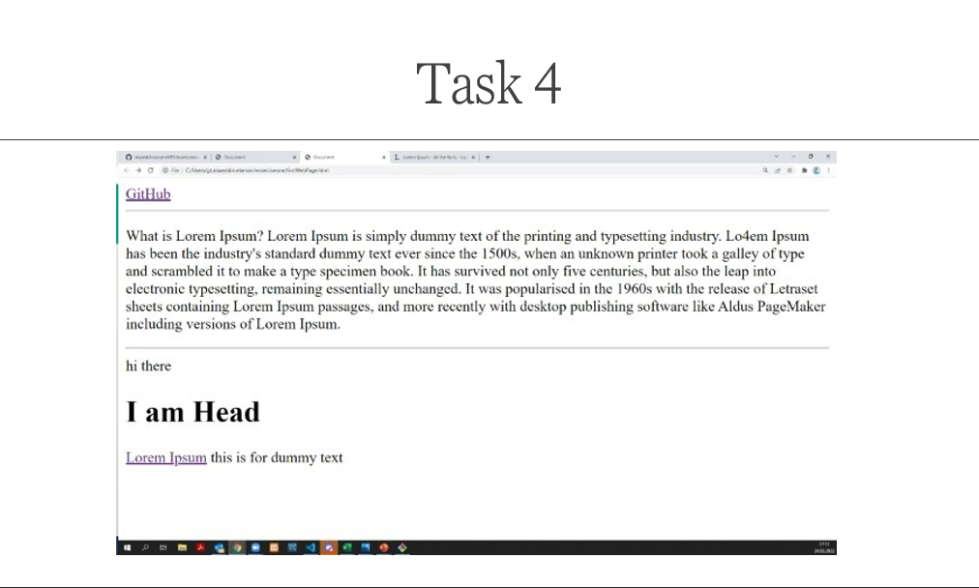 Task 4
Document
Document
File
GitHub
What is Lorem Ipsum? Lorem Ipsum is simply dummy text of the printing and typesetting industry. Lo4em Ipsum
has been the industry's standard dummy text ever since the 1500s, when an unknown printer took a galley of type
and scrambled it to make a type specimen book. It has survived not only five centuries, but also the leap into
electronic typesetting, remaining essentially unchanged. It was popularised in the 1960s with the release of Letraset
sheets containing Lorem Ipsum passages, and more recently with desktop publishing software like Aldus PageMaker
including versions of Lorem Ipsum.
hi there
I am Head
Lorem Ipsum this is for dummy text